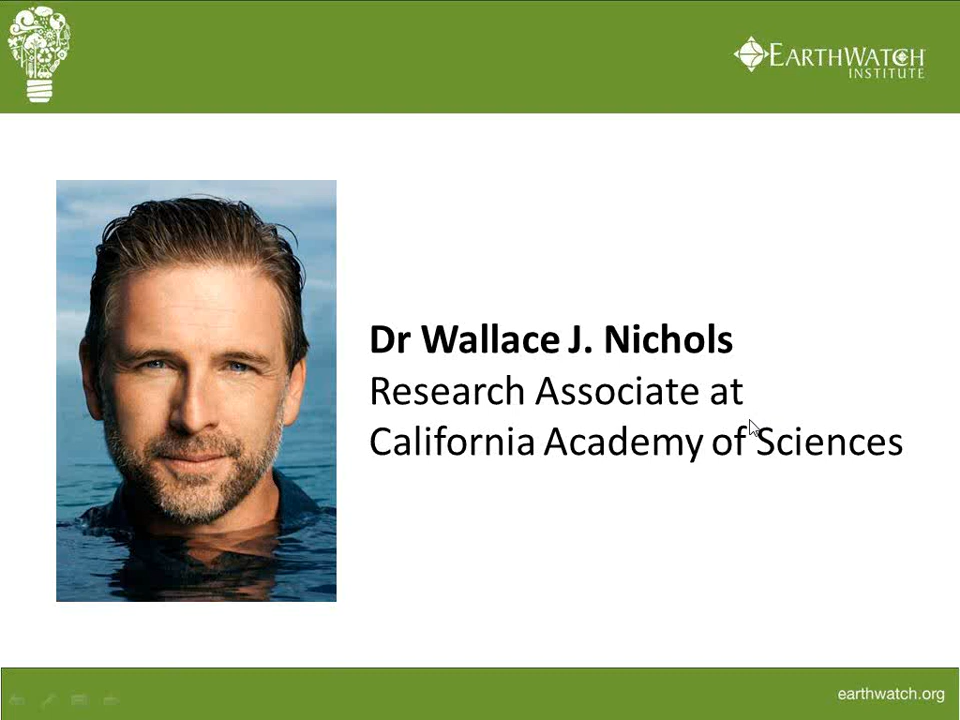 EARTHWATCH
INSTITUTE
Dr Wallace J. Nichols
Research Associate at
California Academy of Sciences
earthwatch.org